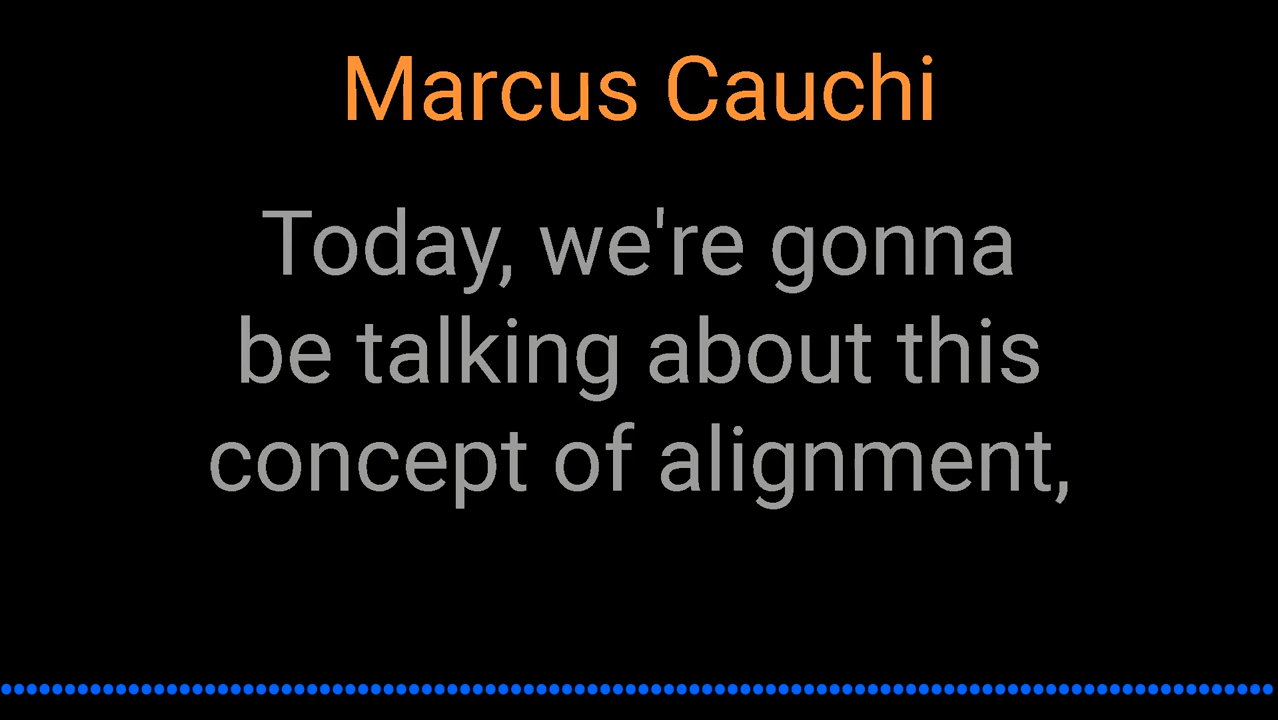 Marcus Cauchi
Today, we're gonna
be talking about this
concept of alignment,